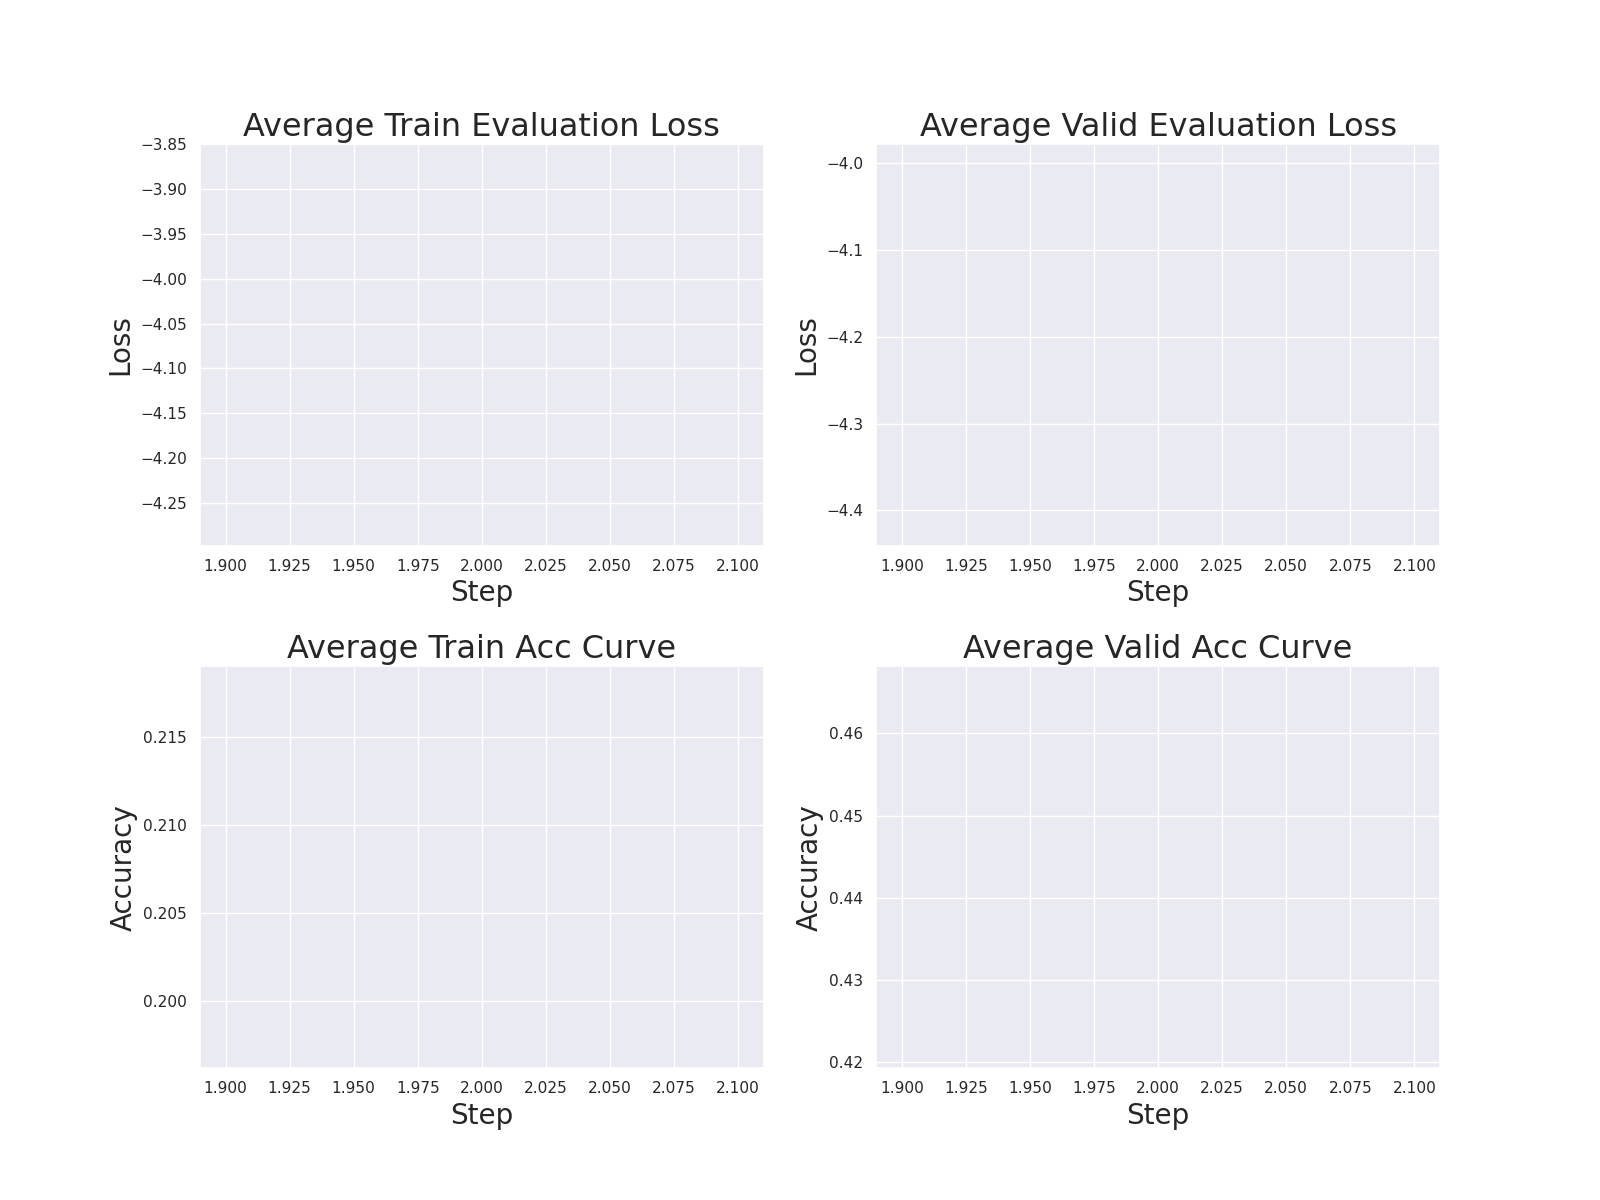 Average Train Evaluation Loss
−3.85
−3.90
−3.95
−4.00
−4.05
−4.10
−4.15
−4.20
−4.25
Loss
1.900 1.925 1.950 1.975 2.000 2.025 2.050 2.075 2.100
Step
Average Valid Evaluation Loss
−4.0
−4.1
−4.2
−4.3
−4.4
Loss
1.900 1.925 1.950 1.975 2.000 2.025 2.050 2.075 2.100
Step
Average Train Acc Curve
0.215
0.210
0.205
0.200
Accuracy
1.900 1.925 1.950 1.975 2.000 2.025 2.050 2.075 2.100
Step
Average Valid Acc Curve
0.46
0.45
0.44
0.43
0.42
Accuracy
1.900 1.925 1.950 1.975 2.000 2.025 2.050 2.075 2.100
Step